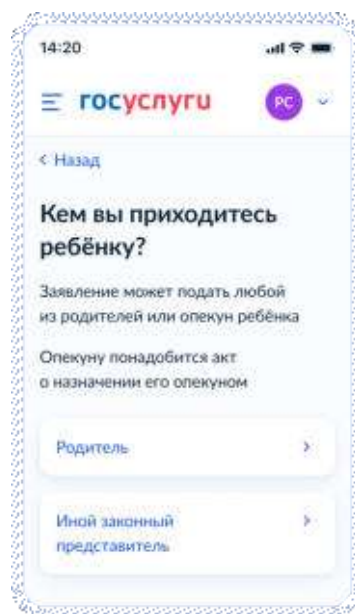 14:20
госуслуги
РС
Назад
Кем вы приходитесь
ребёнку?
Заявление может подать любой
из родителей или опекун ребёнка
Опекуну понадобится акт
о назначении его опекуном
Родитель
Иной законный
представитель